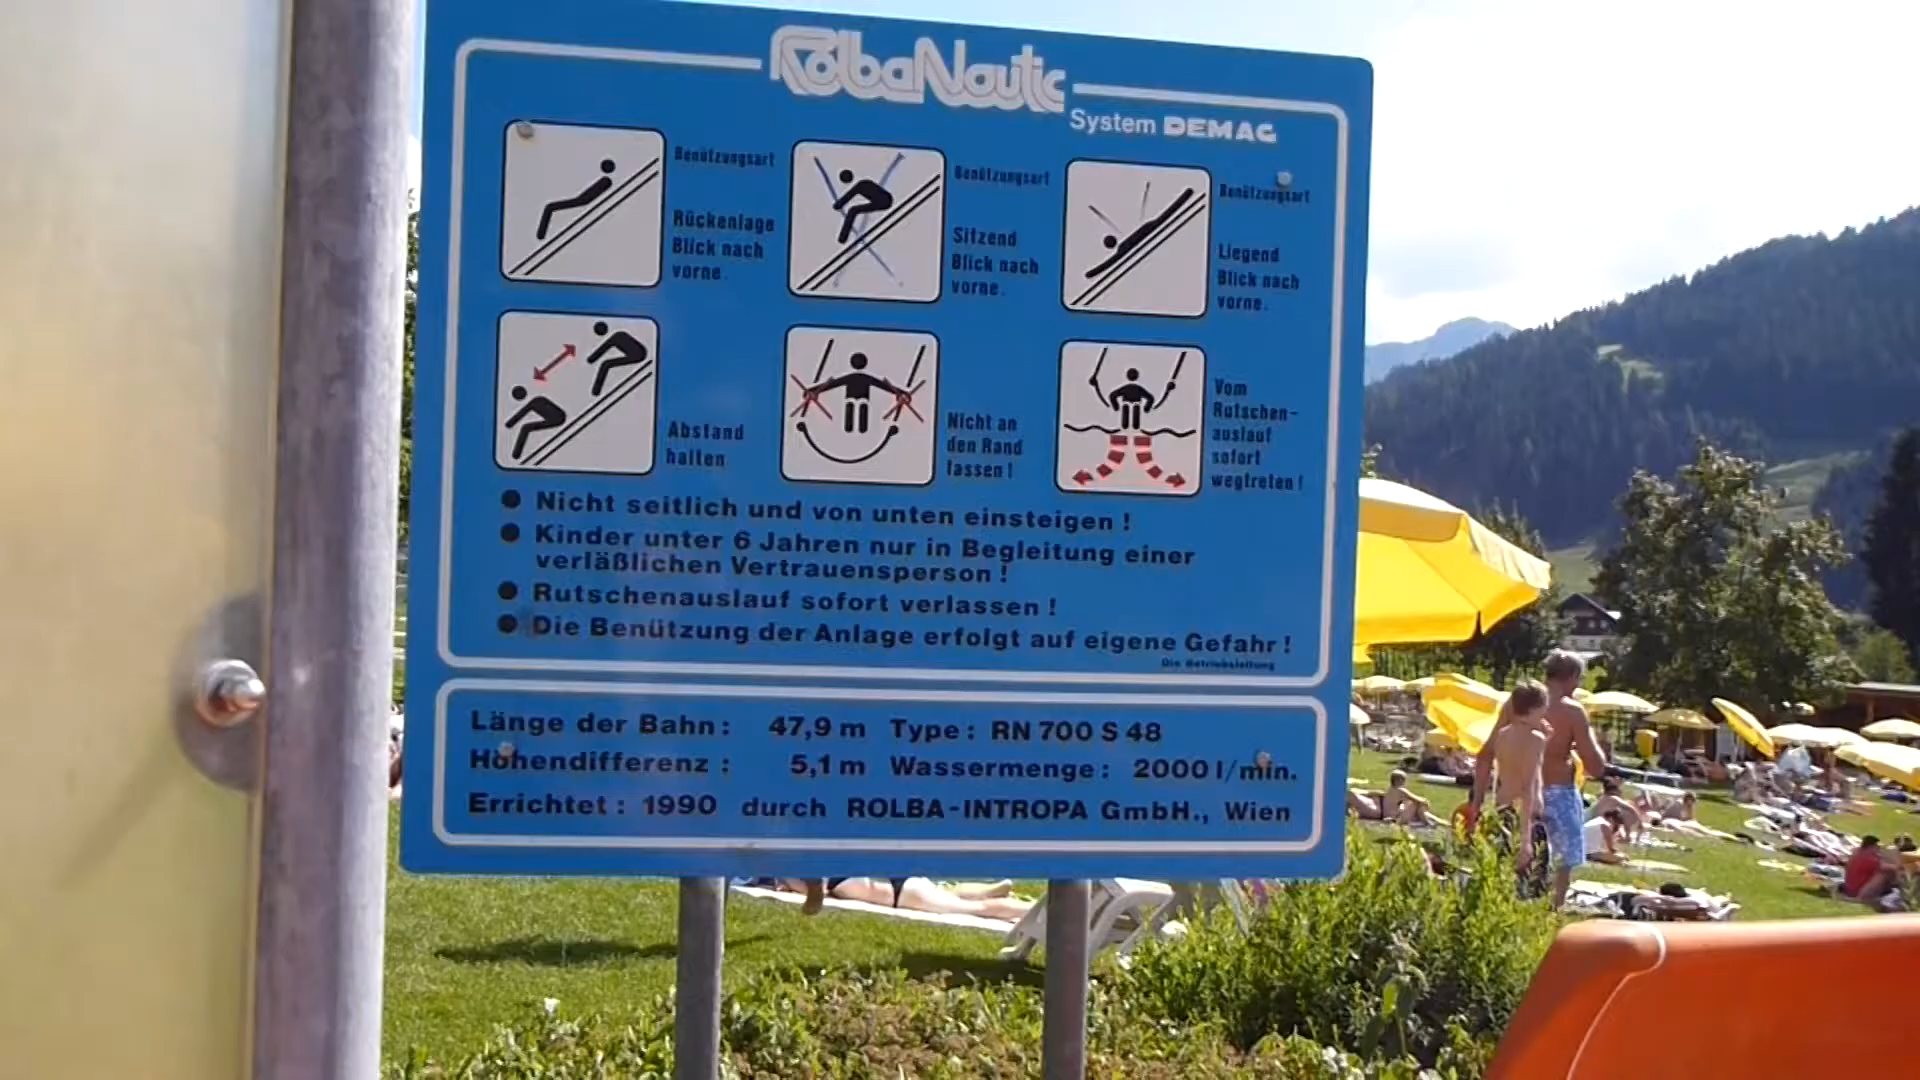 RolbaNautic
System DEMAG
Benützungsart
Rückenlage
Blick nach
vorne.
Benützungsart
Sitzend
Blick nach
vorne.
Benützungsart
Liegend
Blick nach
vorne.
Abstand
halten
Nicht an
den Rand
fassen!
Vom
Rutschen-
auslauf
sofort
wegtreten!
● Nicht seitlich und von unten einsteigen!
● Kinder unter 6 Jahren nur in Begleitung einer
verläßlichen Vertrauensperson!
● Rutschenauslauf sofort verlassen!
● Die Benützung der Anlage erfolgt auf eigene Gefahr!
Die Betriebsleitung
Länge der Bahn: 47,9 m Type: RN 700 S 48
Höhendifferenz: 5,1 m Wassermenge: 2000 l/min.
Errichtet: 1990 durch ROLBA-INTROPA GmbH., Wien